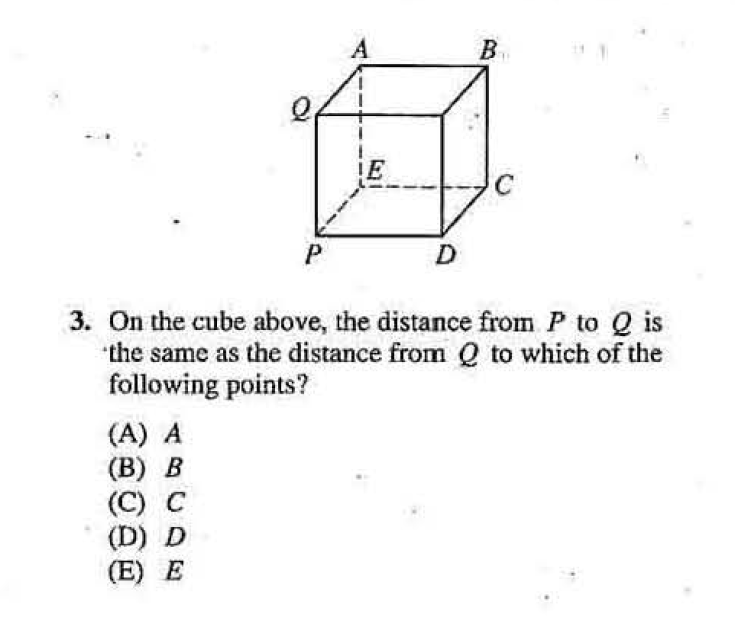 A B
Q
E
C
P D
3. On the cube above, the distance from P to Q is
the same as the distance from Q to which of the
following points?
(A) A
(B) B
(C) C
(D) D
(E) E